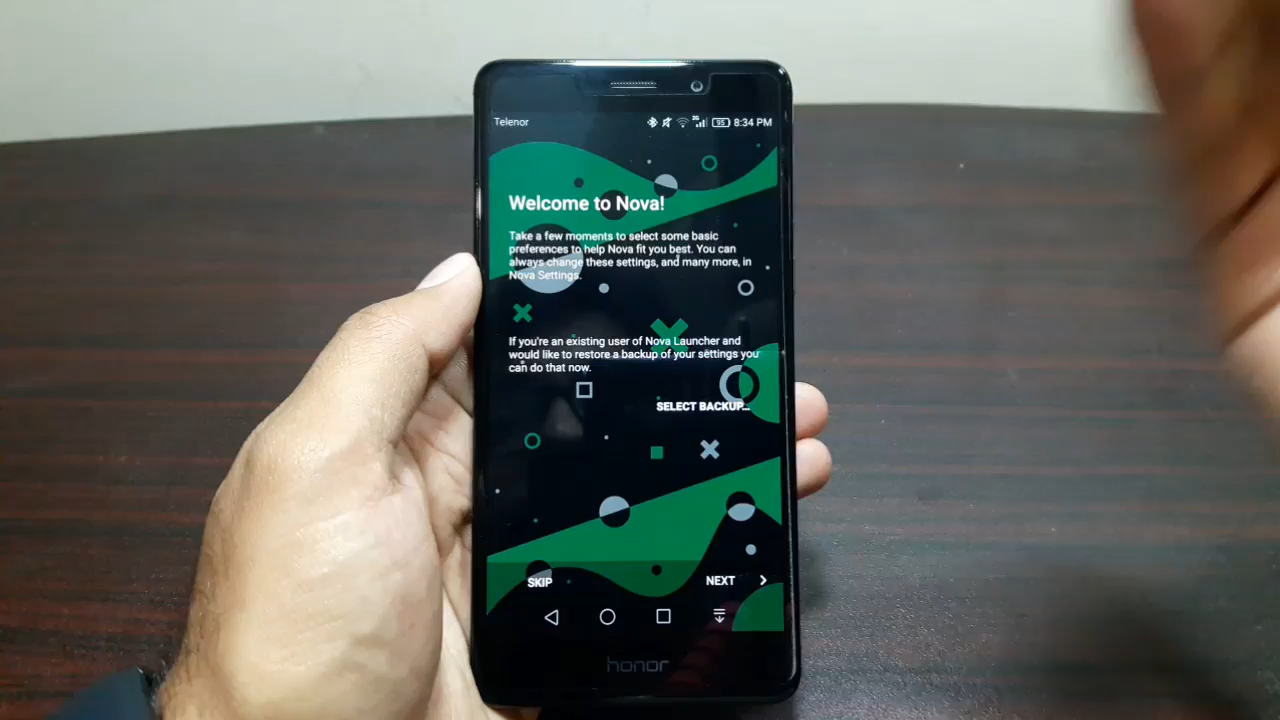 Telenor 3G 95 8:34 PM
Welcome to Nova!
Take a few moments to select some basic
preferences to help Nova fit you best. You can
always change these settings, and many more, in
Nova Settings.
If you're an existing user of Nova Launcher and
would like to restore a backup of your settings you
can do that now.
SELECT BACKUP...
SKIP NEXT
honor